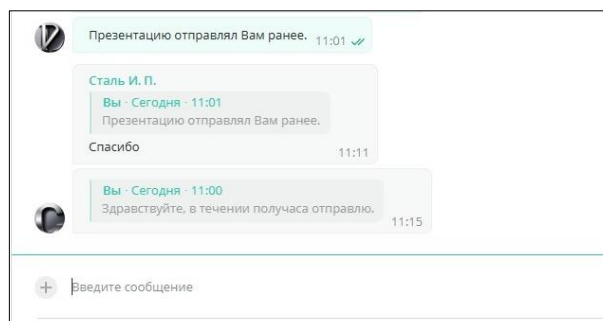 Презентацию отправлял Вам ранее. 11:01
Сталь И. П.
Вы · Сегодня · 11:01
Презентацию отправлял Вам ранее.
Спасибо
11:11
Вы · Сегодня · 11:00
Здравствуйте, в течении получаса отправлю.
11:15
Введите сообщение